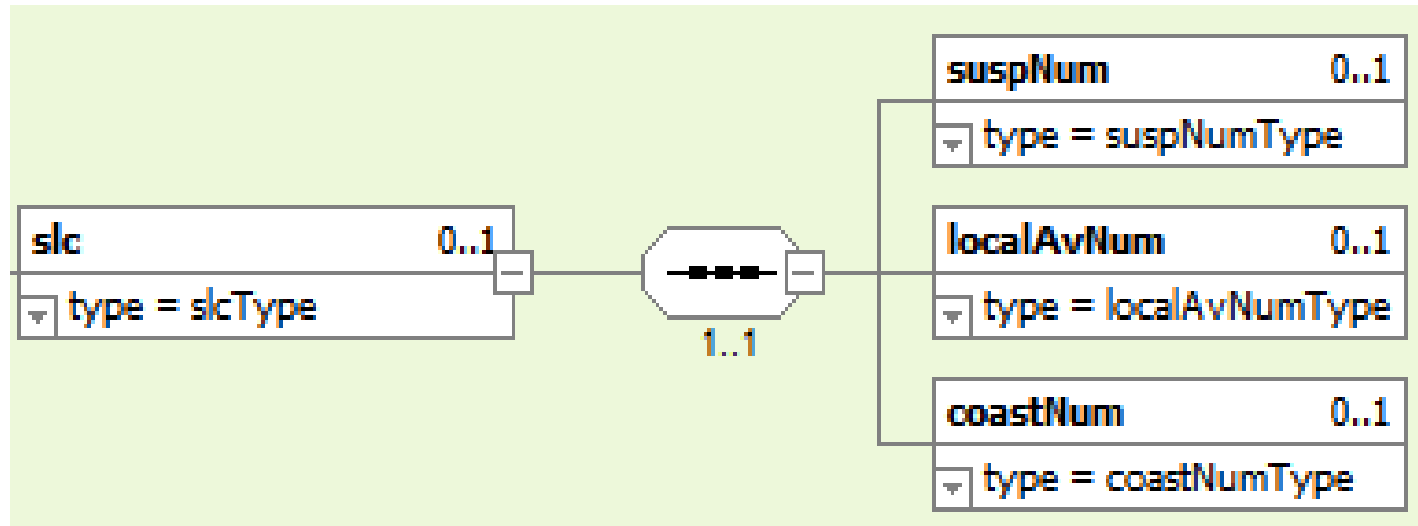 slc 0..1
type = slcType
1..1
suspNum 0..1
type = suspNumType
localAvNum 0..1
type = localAvNumType
coastNum 0..1
type = coastNumType